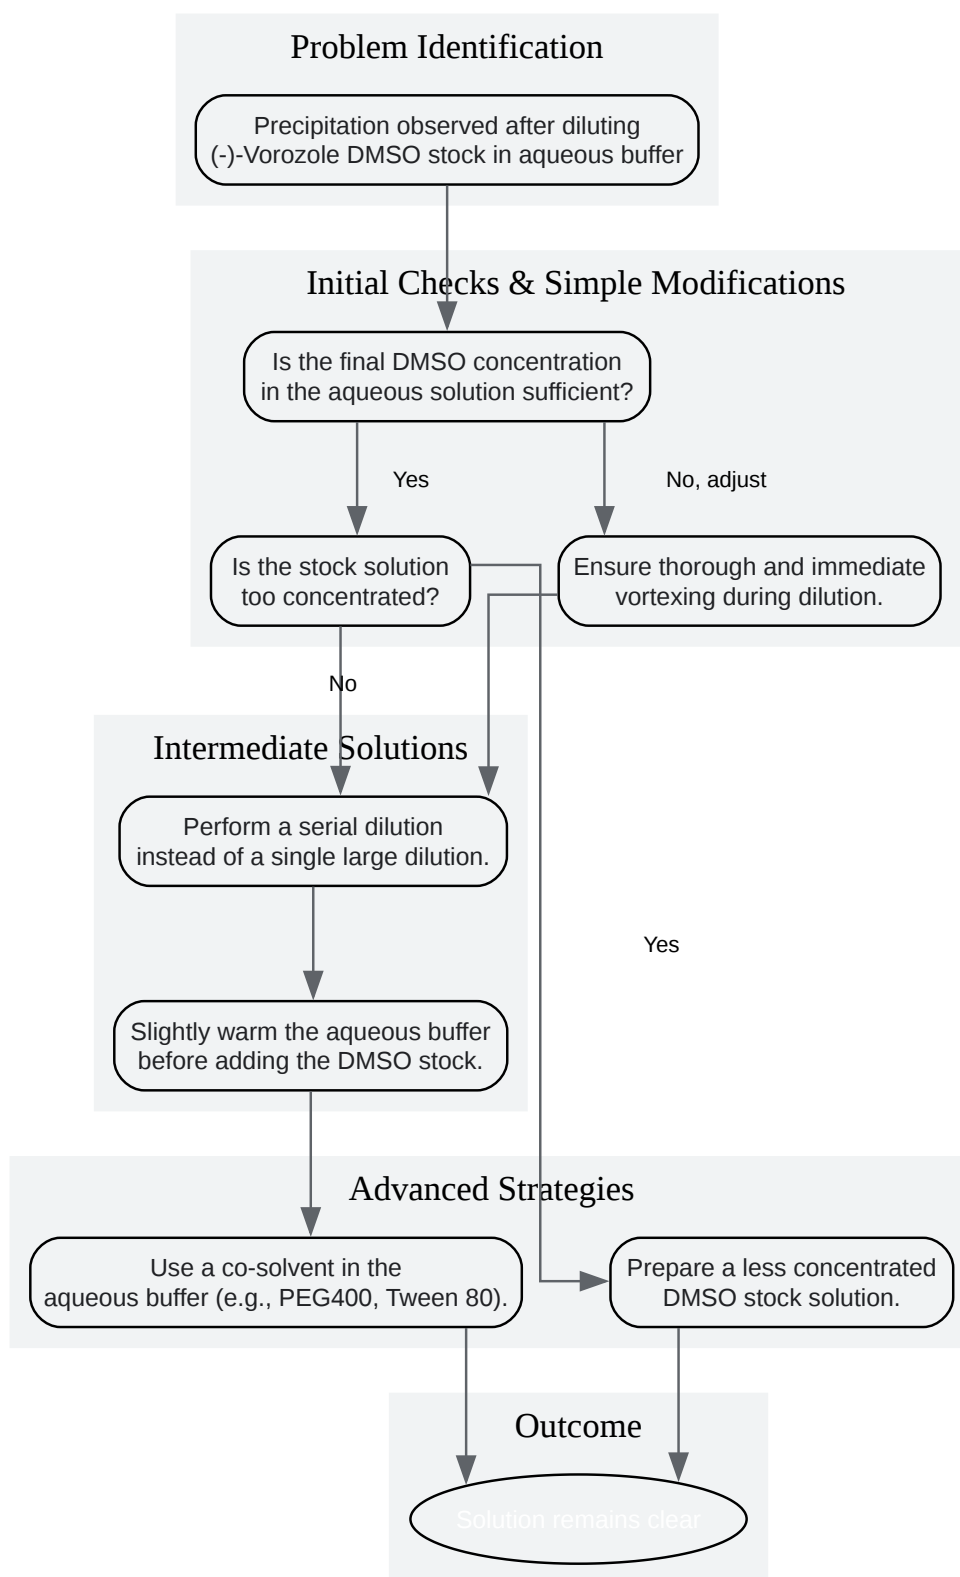 Problem Identification
Precipitation observed after diluting
(-)-Vorozole DMSO stock in aqueous buffer
Initial Checks & Simple Modifications
Is the final DMSO concentration
in the aqueous solution sufficient?
Yes
No, adjust
Is the stock solution
too concentrated?
Ensure thorough and immediate
vortexing during dilution.
No
Intermediate Solutions
Perform a serial dilution
instead of a single large dilution.
Yes
Slightly warm the aqueous buffer
before adding the DMSO stock.
Advanced Strategies
Use a co-solvent in the
aqueous buffer (e.g., PEG400, Tween 80).
Prepare a less concentrated
DMSO stock solution.
Outcome
Solution remains clear